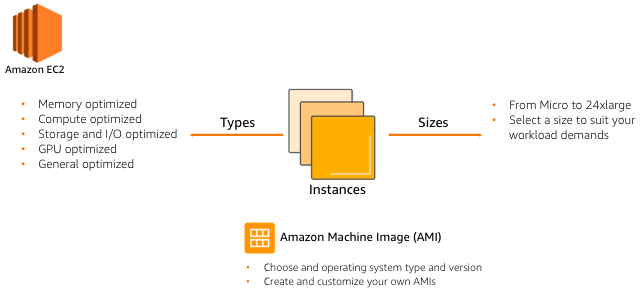 Amazon EC2
• Memory optimized
• Compute optimized
• Storage and I/O optimized
• GPU optimized
• General optimized
Types
Instances
Sizes
• From Micro to 24xlarge
• Select a size to suit your
workload demands
Amazon Machine Image (AMI)
• Choose and operating system type and version
• Create and customize your own AMIs